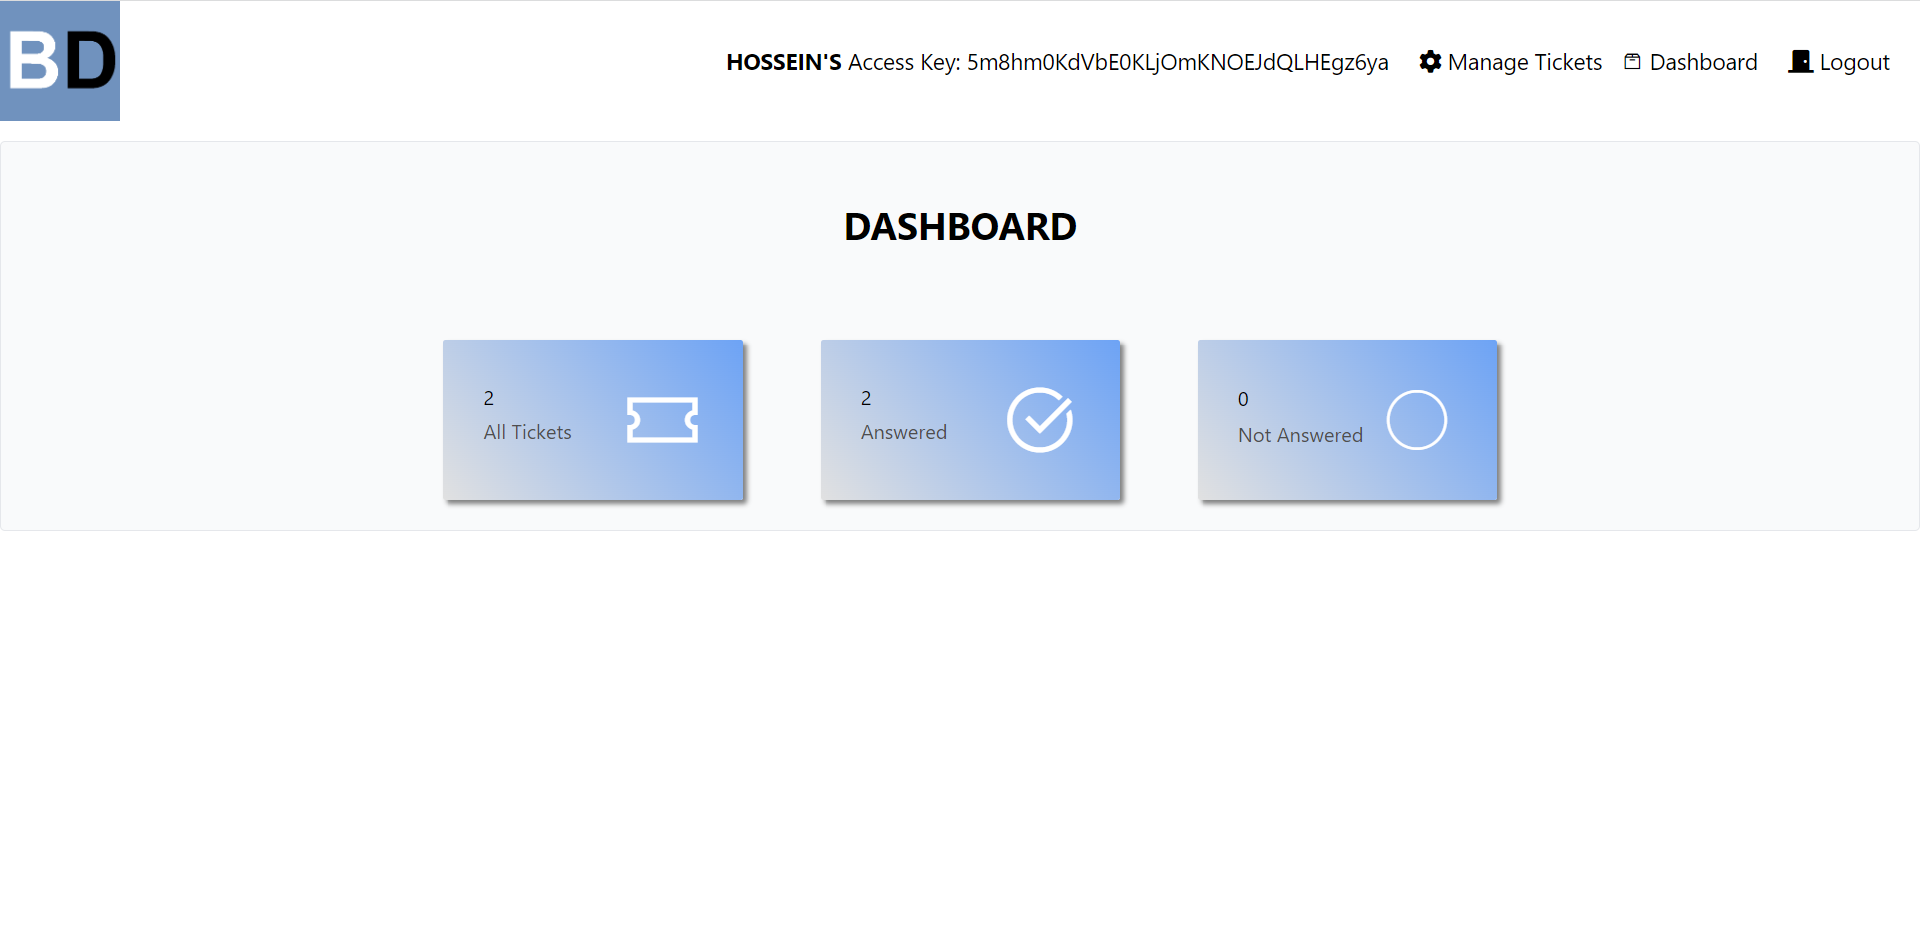 BD
HOSSEIN'S Access Key: 5m8hm0KdVbE0KLjOmKNOEJdQLHEgz6ya
Manage Tickets
Dashboard
Logout
DASHBOARD
2
All Tickets
2
Answered
0
Not Answered